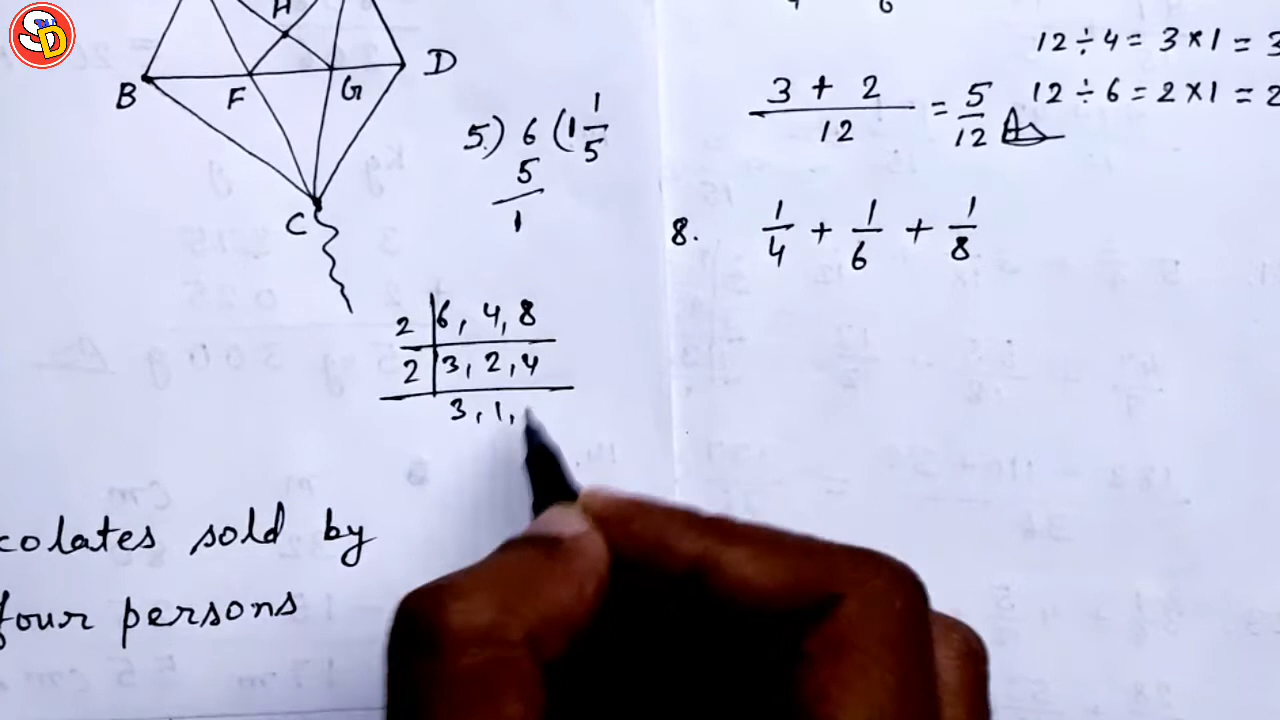 SD
H
B F G D
C
5) 6 (1 1/5
5
1
2 | 6, 4, 8
2 | 3, 2, 4
3, 1,
colates sold by
four persons
6
12 ÷ 4 = 3 × 1 = 3
12 ÷ 6 = 2 × 1 = 2
3 + 2 / 12 = 5/12
8. 1/4 + 1/6 + 1/8